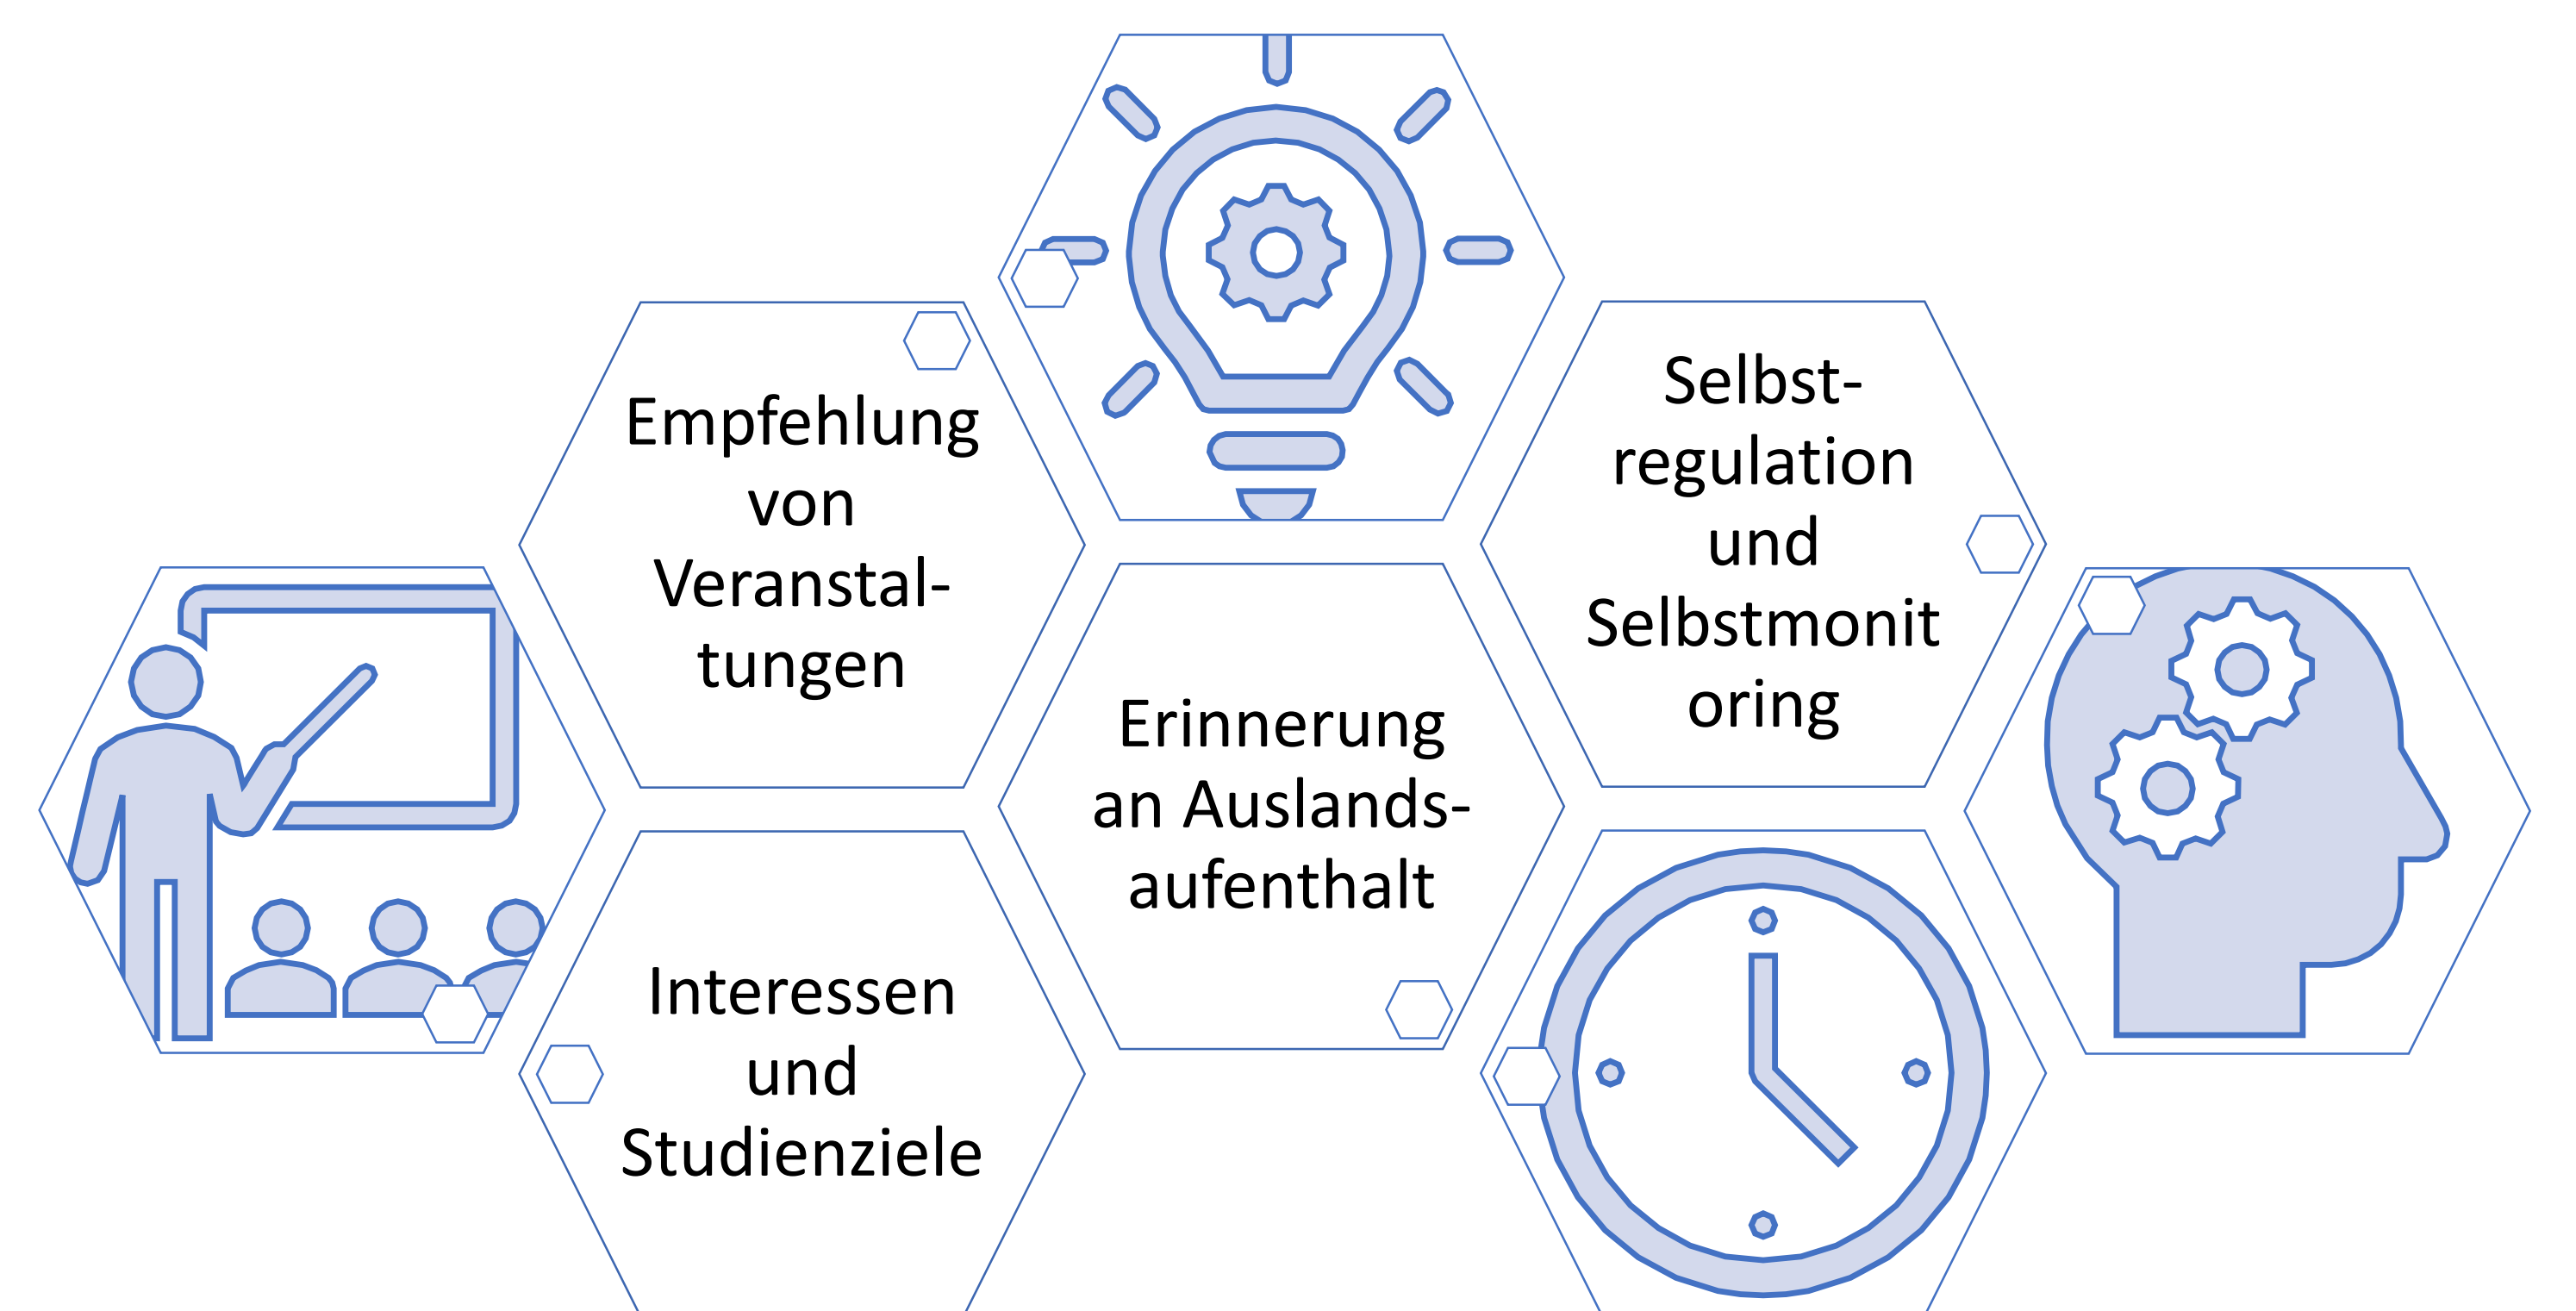 Empfehlung
von
Veranstal-
tungen
Selbst-
regulation
und
Selbstmonit
oring
Erinnerung
an Auslands-
aufenthalt
Interessen
und
Studienziele